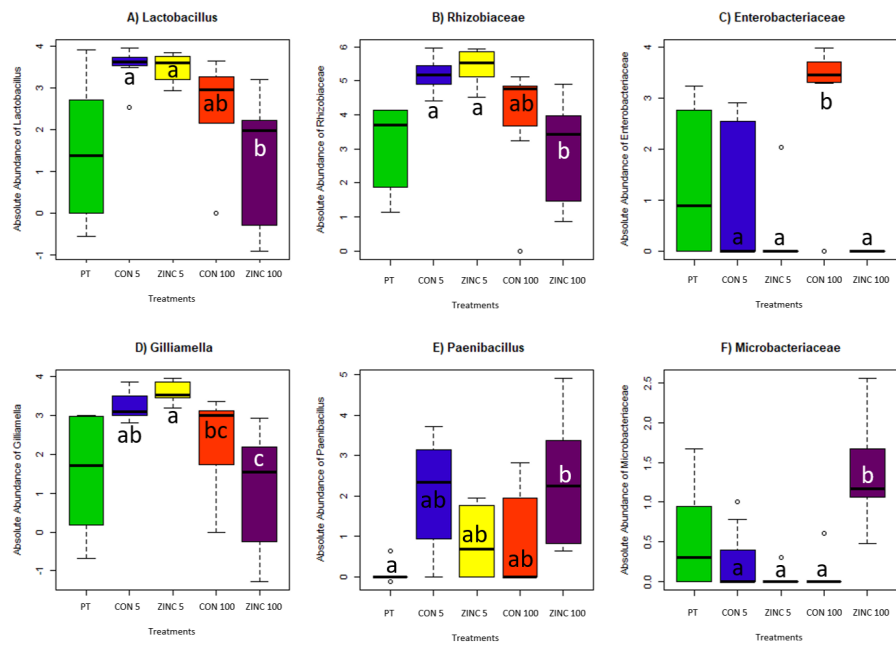 A) Lactobacillus
Absolute Abundance of Lactobacillus
4
3
2
1
0
-1
a
a
ab
b
PT
CON 5
ZINC 5
CON 100
ZINC 100
Treatments
B) Rhizobiaceae
Absolute Abundance of Rhizobiaceae
6
5
4
3
2
1
0
a
a
ab
b
PT
CON 5
ZINC 5
CON 100
ZINC 100
Treatments
C) Enterobacteriaceae
Absolute Abundance of Enterobacteriaceae
4
3
2
1
0
a
a
b
a
PT
CON 5
ZINC 5
CON 100
ZINC 100
Treatments
D) Gilliamella
Absolute Abundance of Gilliamella
4
3
2
1
0
-1
ab
a
bc
c
PT
CON 5
ZINC 5
CON 100
ZINC 100
Treatments
E) Paenibacillus
Absolute Abundance of Paenibacillus
5
4
3
2
1
0
a
ab
ab
ab
b
PT
CON 5
ZINC 5
CON 100
ZINC 100
Treatments
F) Microbacteriaceae
Absolute Abundance of Microbacteriaceae
2.5
2.0
1.5
1.0
0.5
0.0
a
a
a
b
PT
CON 5
ZINC 5
CON 100
ZINC 100
Treatments